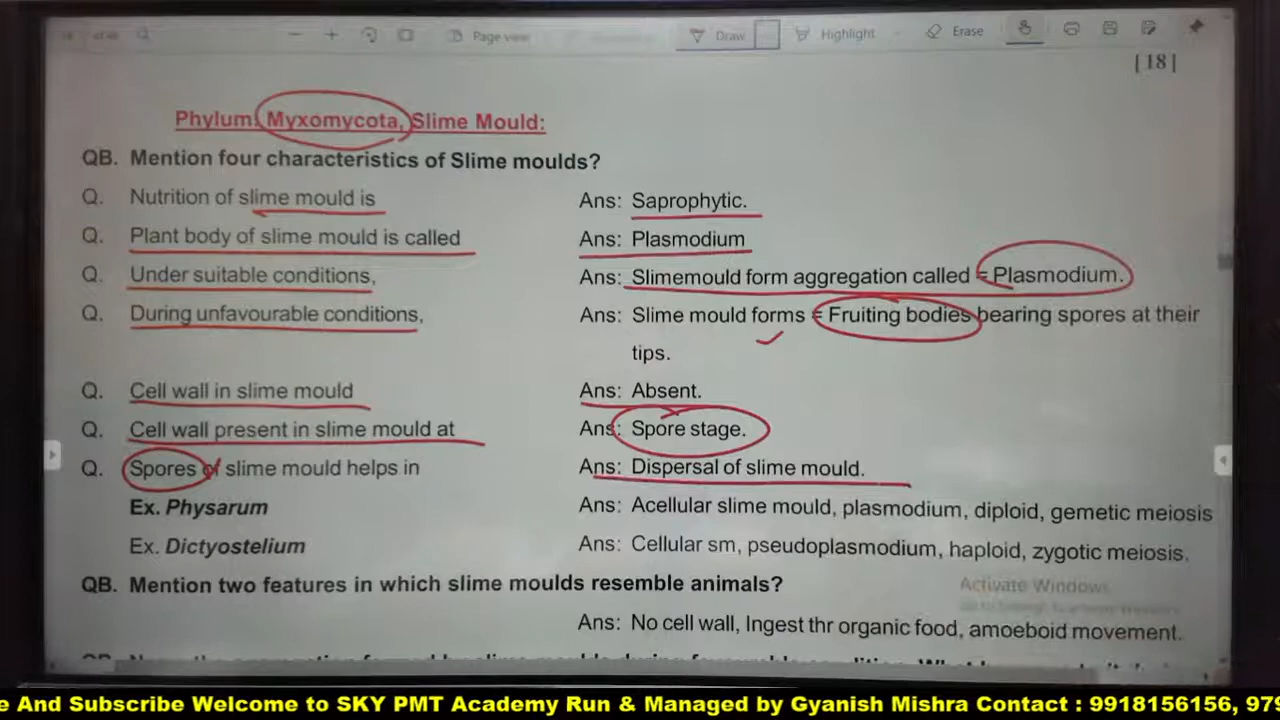 Page view
Draw
Highlight
Erase
[18]
Phylum: Myxomycota, Slime Mould:
QB. Mention four characteristics of Slime moulds?
Q. Nutrition of slime mould is Ans: Saprophytic.
Q. Plant body of slime mould is called Ans: Plasmodium
Q. Under suitable conditions, Ans: Slimemould form aggregation called = Plasmodium.
Q. During unfavourable conditions, Ans: Slime mould forms = Fruiting bodies bearing spores at their
tips.
Q. Cell wall in slime mould Ans: Absent.
Q. Cell wall present in slime mould at Ans: Spore stage.
Q. Spores of slime mould helps in Ans: Dispersal of slime mould.
Ex. Physarum Ans: Acellular slime mould, plasmodium, diploid, gemetic meiosis
Ex. Dictyostelium Ans: Cellular sm, pseudoplasmodium, haploid, zygotic meiosis.
QB. Mention two features in which slime moulds resemble animals?
Activate Windows
Ans: No cell wall, Ingest thr organic food, amoeboid movement.
e And Subscribe Welcome to SKY PMT Academy Run & Managed by Gyanish Mishra Contact : 9918156156, 979